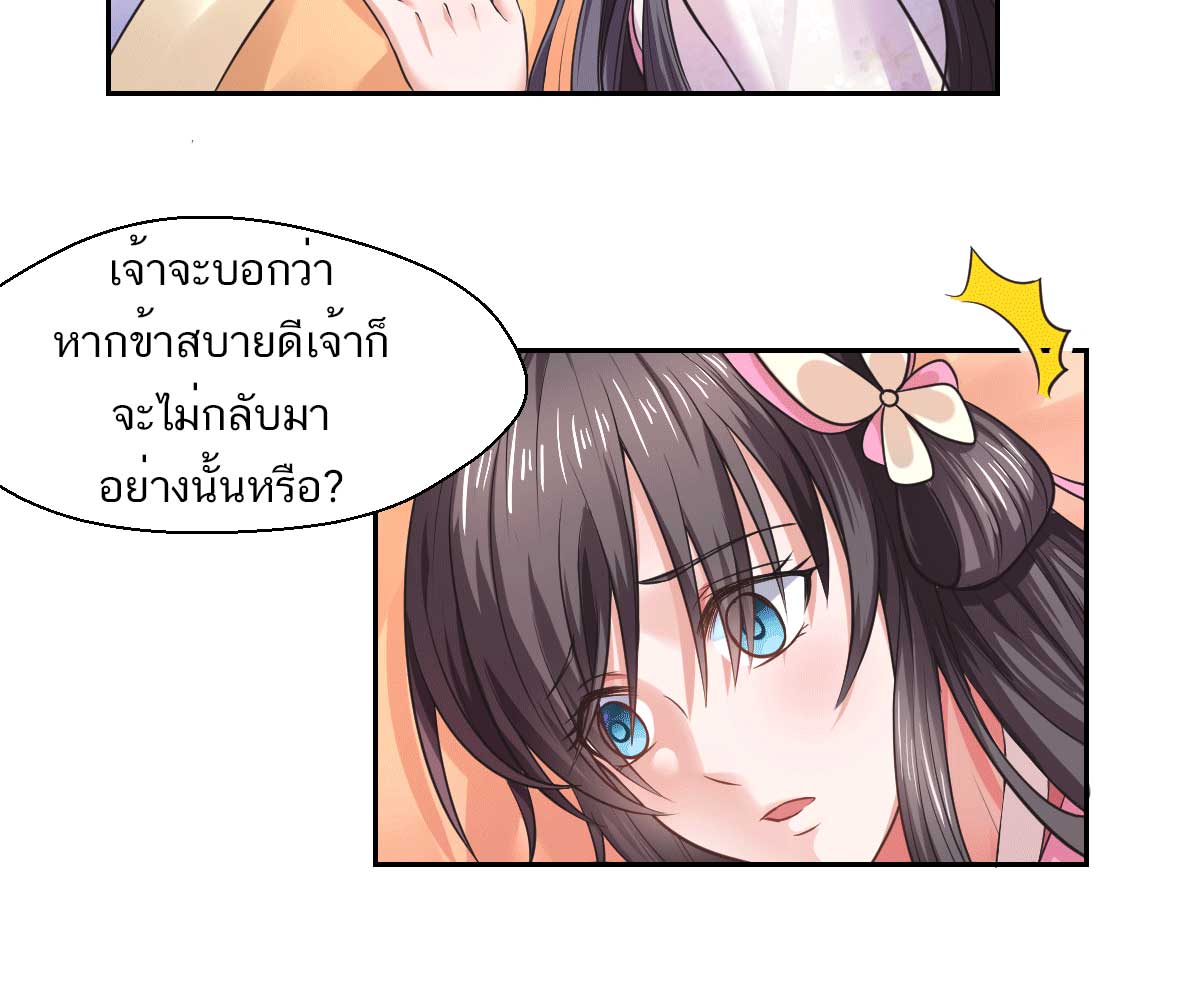 เจ้าจะบอกว่า
หากข้าสบายดีเจ้าก็
จะไม่กลับมา
อย่างนั้นหรือ?